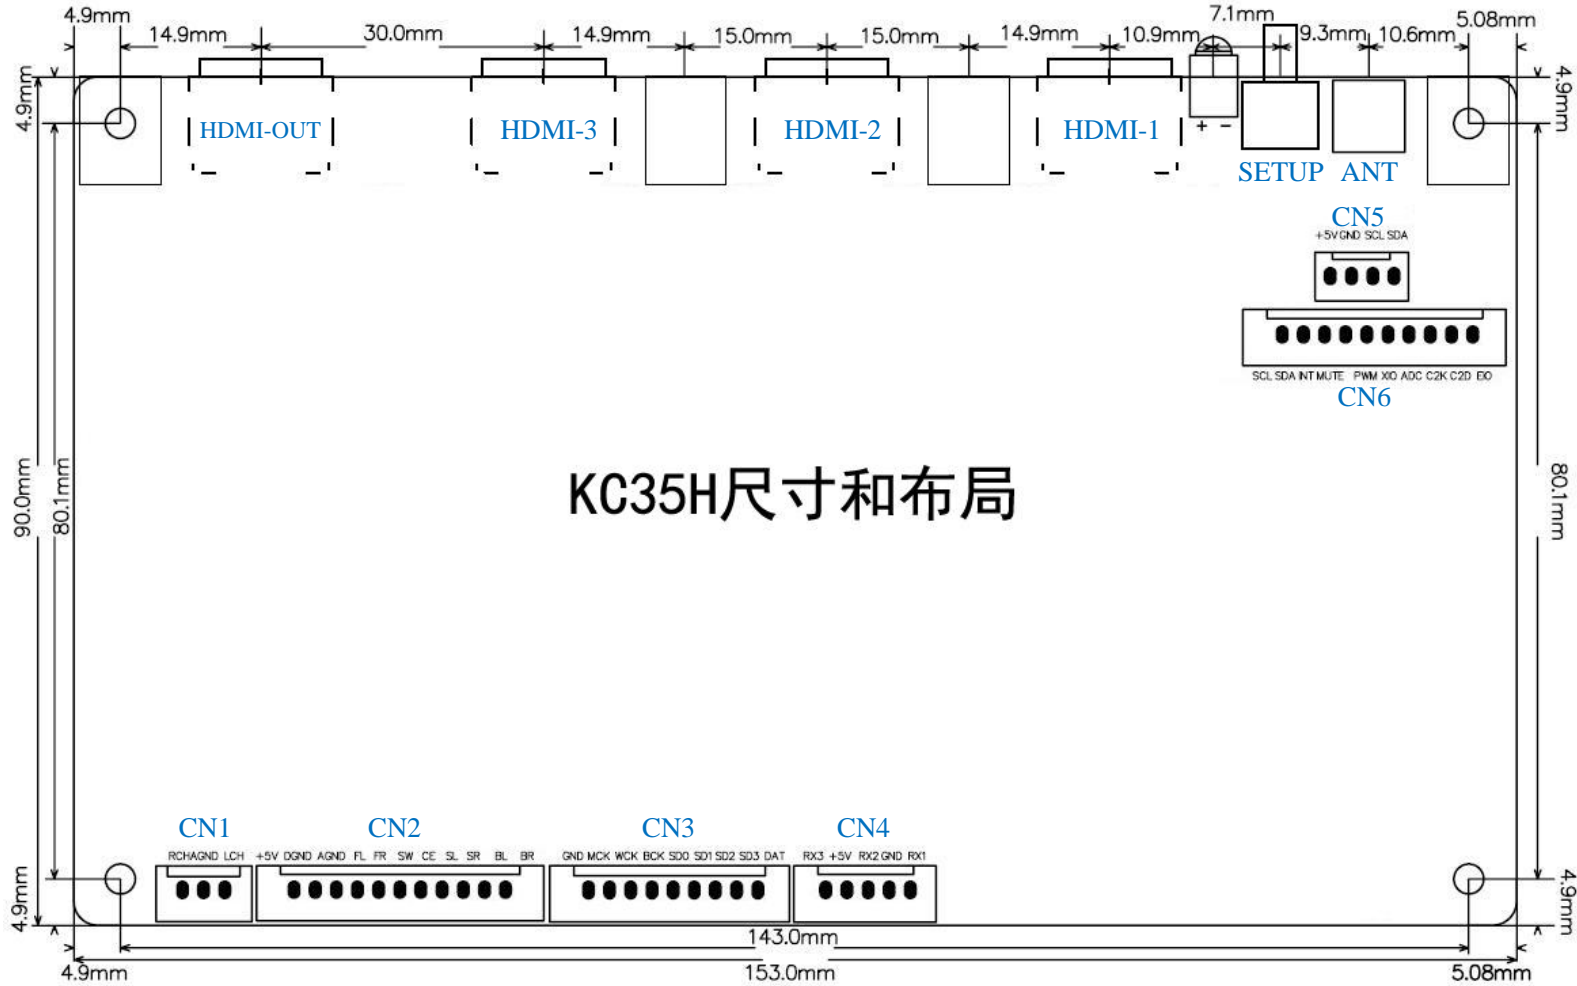 4.9mm 7.1mm 5.08mm
14.9mm 30.0mm 14.9mm 15.0mm 15.0mm 14.9mm 10.9mm 9.3mm 10.6mm
4.9mm 4.9mm
HDMI-OUT HDMI-3 HDMI-2 HDMI-1 + −
SETUP ANT
CN5
+5V GND SCL SDA
SCL SDA INT MUTE PWM XIO ADC C2K C2D EIO
CN6
KC35H尺寸和布局
90.0mm 80.1mm 80.1mm
CN1 CN2 CN3 CN4
RCH AGND LCH +5V DGND AGND FL FR SW CE SL SR BL BR GND MCK WCK BCK SD0 SD1 SD2 SD3 DAT RX3 +5V RX2 GND RX1
4.9mm 4.9mm
143.0mm
4.9mm 153.0mm 5.08mm